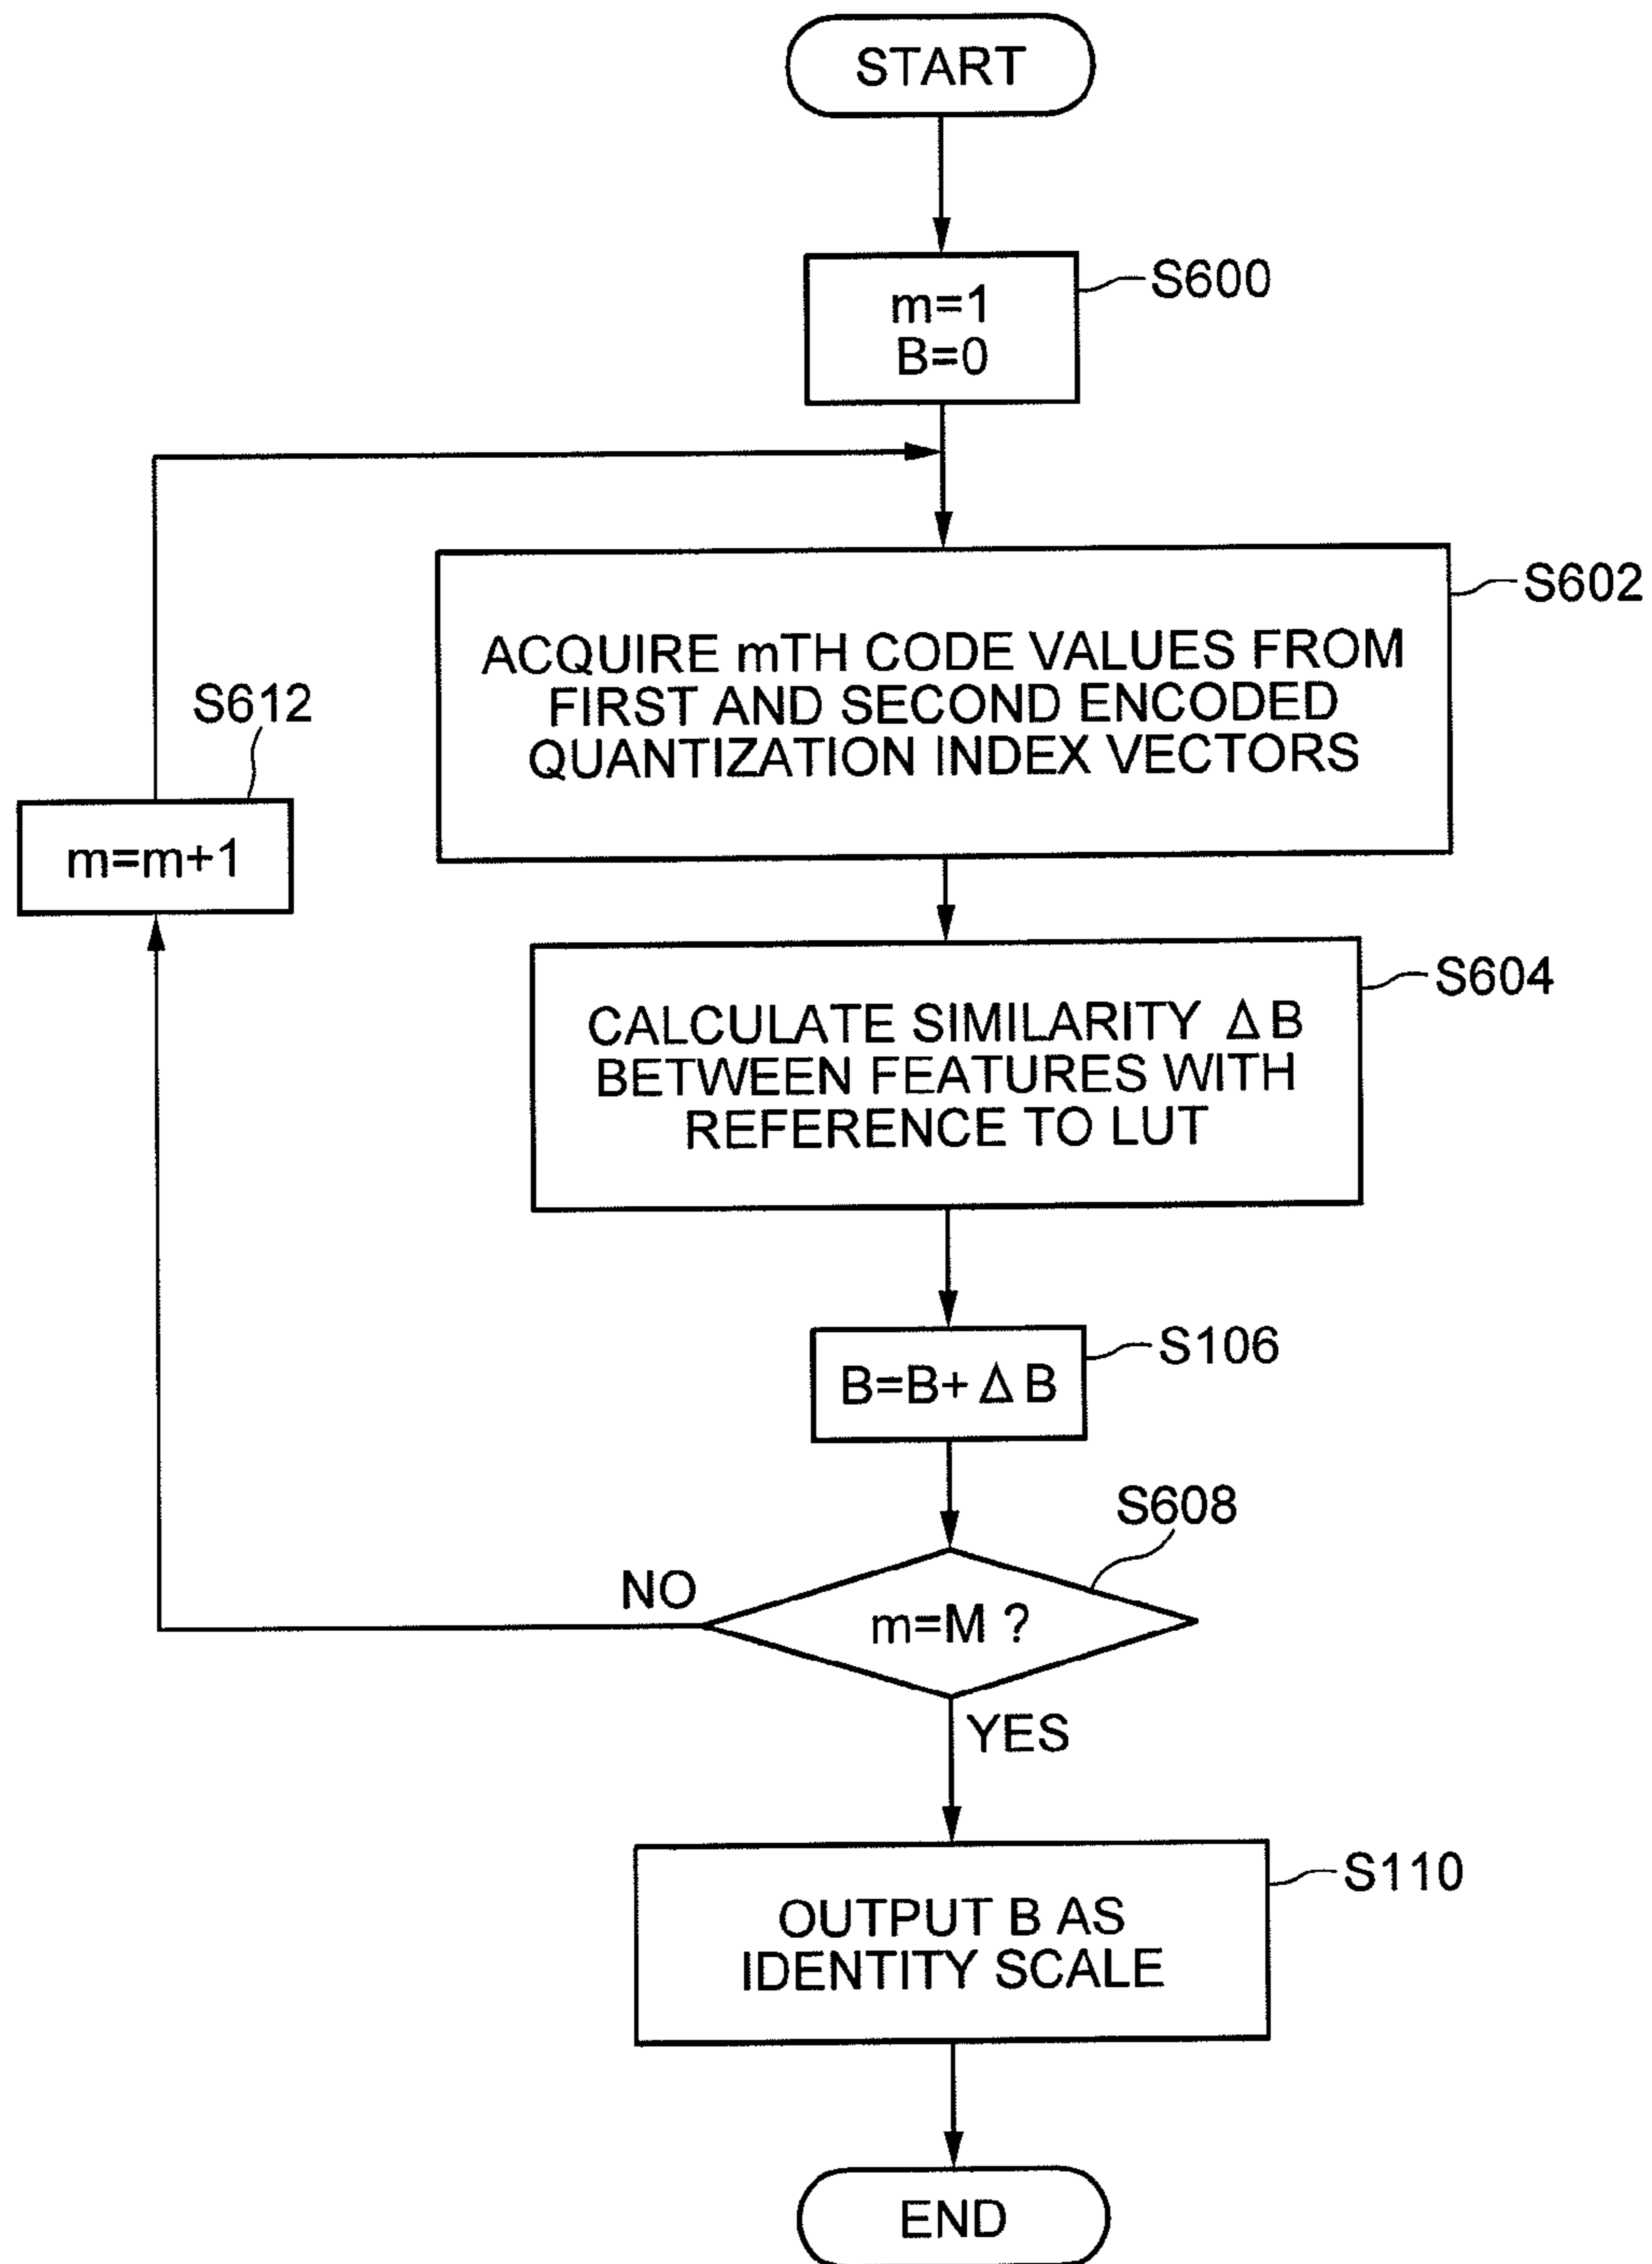 START
S600
m=1
B=0
S602
ACQUIRE mTH CODE VALUES FROM
FIRST AND SECOND ENCODED
QUANTIZATION INDEX VECTORS
S612
m=m+1
S604
CALCULATE SIMILARITY Δ B
BETWEEN FEATURES WITH
REFERENCE TO LUT
S106
B=B+ Δ B
S608
NO
m=M ?
YES
S110
OUTPUT B AS
IDENTITY SCALE
END